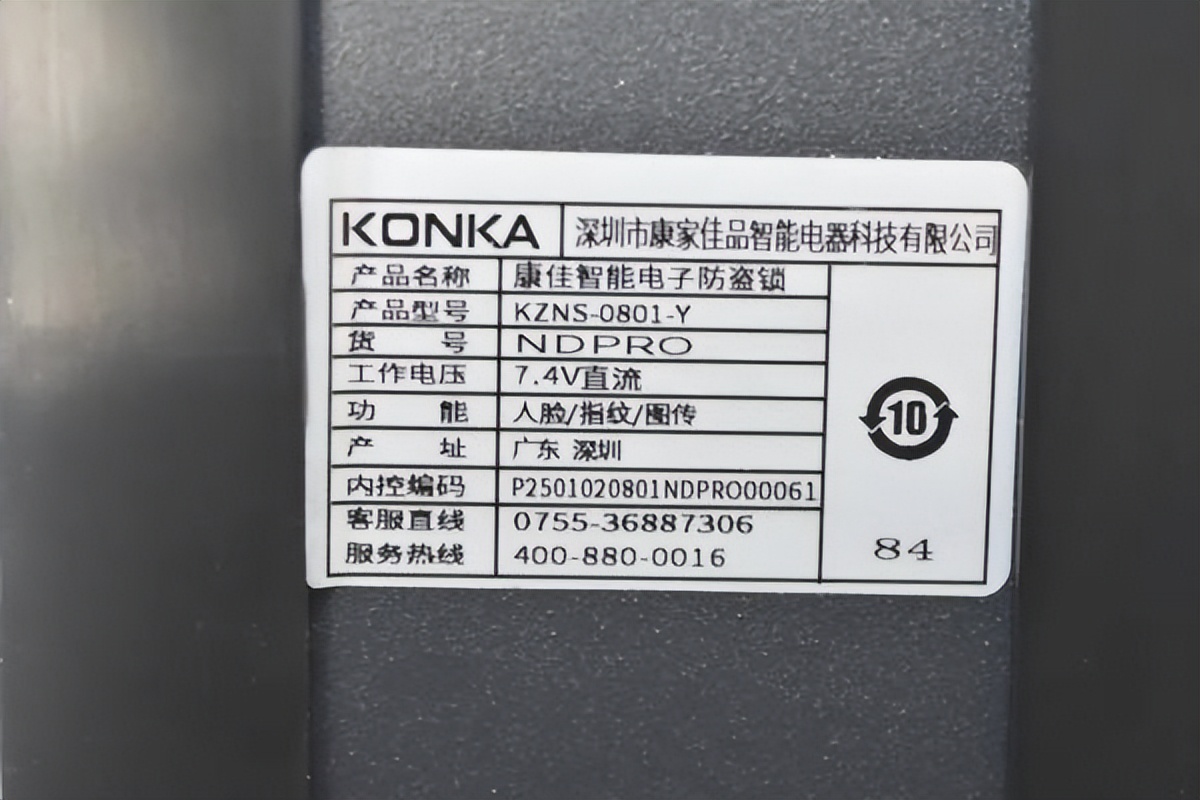 KONKA 深圳市康家佳品智能电器科技有限公司
产品名称 康佳智能电子防盗锁
产品型号 KZNS-0801-Y
货号 NDPRO
工作电压 7.4V直流
功能 人脸/指纹/图传
产址 广东 深圳
内控编码 P2501020801NDPRO00061
客服直线 0755-36887306
服务热线 400-880-0016
10
84